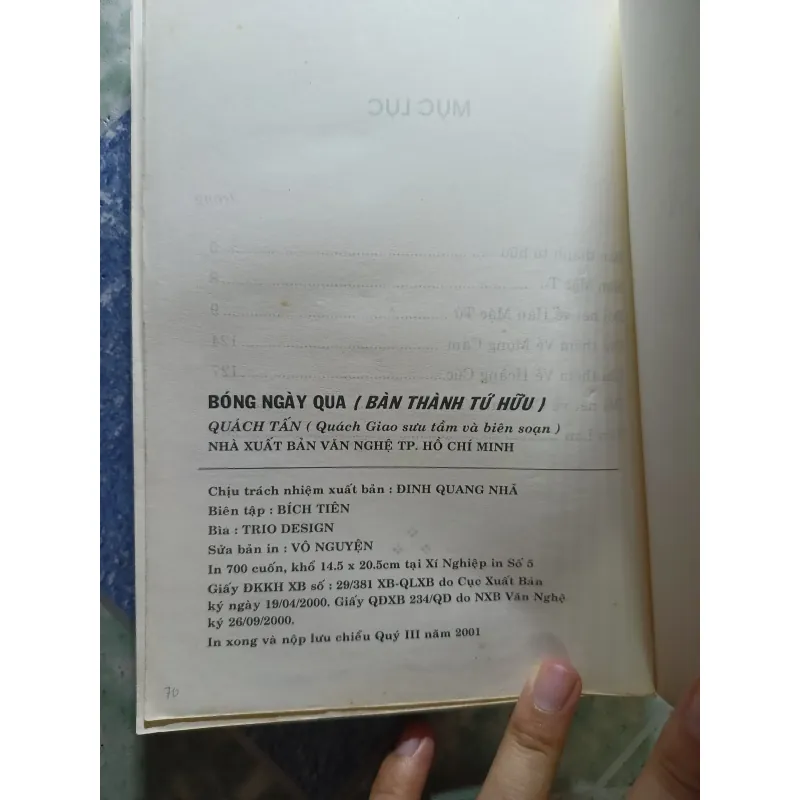 MỤC LỤC
BÓNG NGÀY QUA ( BÀN THÀNH TỨ HỮU )
QUÁCH TẤN ( Quách Giao sưu tầm và biên soạn )
NHÀ XUẤT BẢN VĂN NGHỆ TP. HỒ CHÍ MINH
Chịu trách nhiệm xuất bản : ĐINH QUANG NHÃ
Biên tập : BÍCH TIÊN
Bìa : TRIO DESIGN
Sửa bản in : VÔ NGUYỆN
In 700 cuốn, khổ 14.5 x 20.5cm tại Xí Nghiệp in Số 5
Giấy ĐKKH XB số : 29/381 XB-QLXB do Cục Xuất Bản
ký ngày 19/04/2000. Giấy QĐXB 234/QĐ do NXB Văn Nghệ
ký 26/09/2000.
In xong và nộp lưu chiểu Quý III năm 2001
70